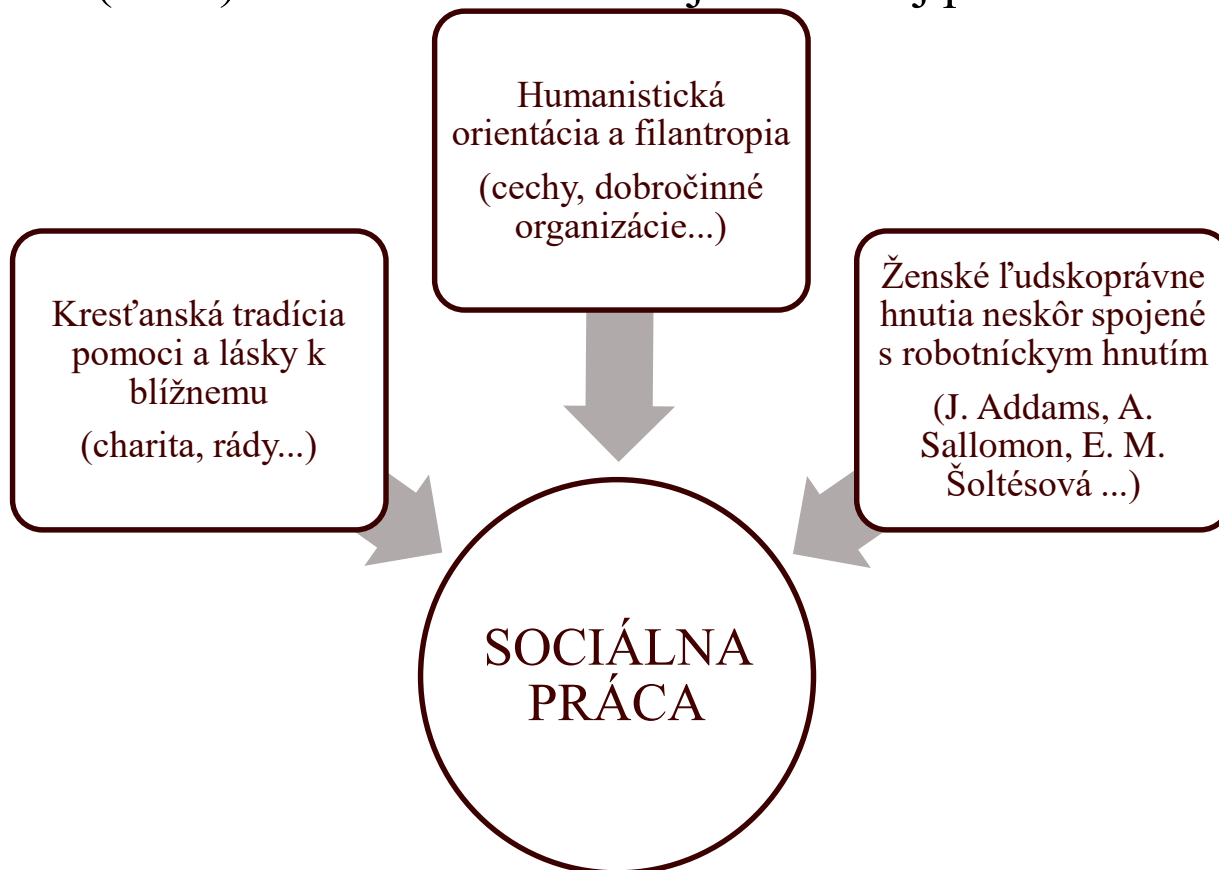 Humanistická
orientácia a filantropia
(cechy, dobročinné
organizácie...)
Kresťanská tradícia
pomoci a lásky k
blížnemu
(charita, rády...)
Ženské ľudskoprávne
hnutia neskôr spojené
s robotníckym hnutím
(J. Addams, A.
Sallomon, E. M.
Šoltésová ...)
SOCIÁLNA
PRÁCA